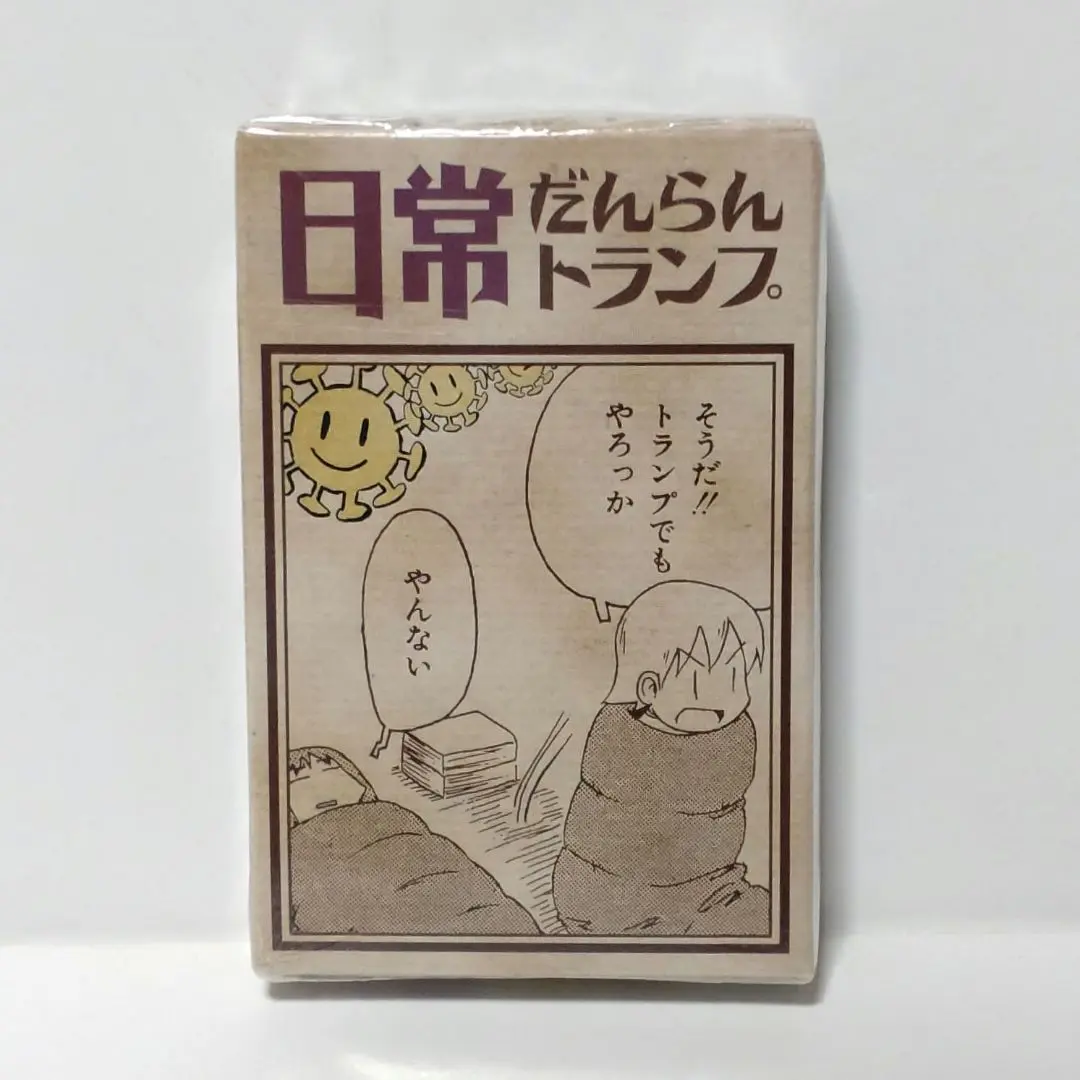 日常
だんらん
トランプ。
そうだ!!
トランプでも
やろっか
やんない